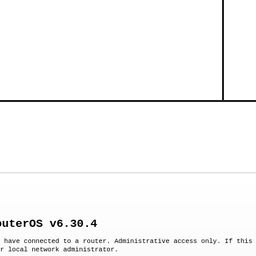 outerOS v6.30.4
have connected to a router. Administrative access only. If this
r local network administrator.